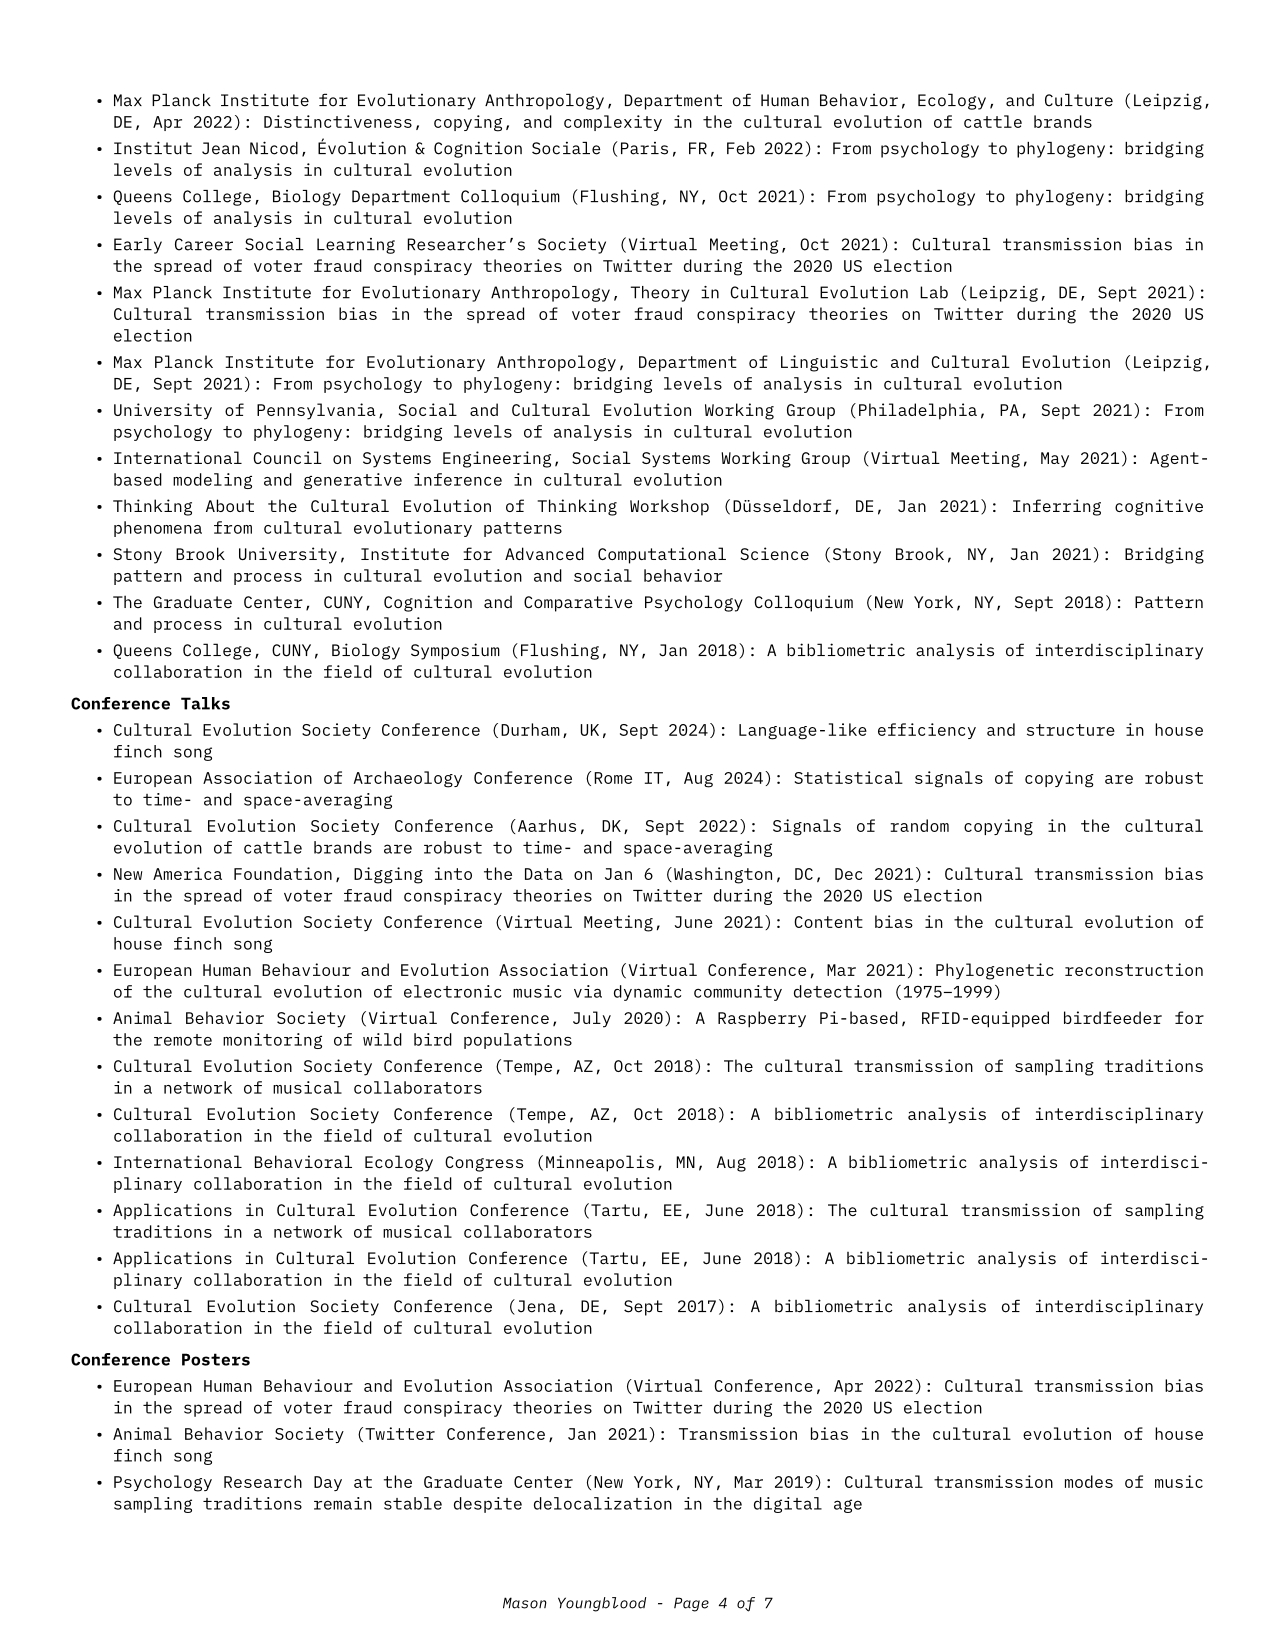 • Max Planck Institute for Evolutionary Anthropology, Department of Human Behavior, Ecology, and Culture (Leipzig,
DE, Apr 2022): Distinctiveness, copying, and complexity in the cultural evolution of cattle brands
• Institut Jean Nicod, Évolution & Cognition Sociale (Paris, FR, Feb 2022): From psychology to phylogeny: bridging
levels of analysis in cultural evolution
• Queens College, Biology Department Colloquium (Flushing, NY, Oct 2021): From psychology to phylogeny: bridging
levels of analysis in cultural evolution
• Early Career Social Learning Researcher’s Society (Virtual Meeting, Oct 2021): Cultural transmission bias in
the spread of voter fraud conspiracy theories on Twitter during the 2020 US election
• Max Planck Institute for Evolutionary Anthropology, Theory in Cultural Evolution Lab (Leipzig, DE, Sept 2021):
Cultural transmission bias in the spread of voter fraud conspiracy theories on Twitter during the 2020 US
election
• Max Planck Institute for Evolutionary Anthropology, Department of Linguistic and Cultural Evolution (Leipzig,
DE, Sept 2021): From psychology to phylogeny: bridging levels of analysis in cultural evolution
• University of Pennsylvania, Social and Cultural Evolution Working Group (Philadelphia, PA, Sept 2021): From
psychology to phylogeny: bridging levels of analysis in cultural evolution
• International Council on Systems Engineering, Social Systems Working Group (Virtual Meeting, May 2021): Agent-
based modeling and generative inference in cultural evolution
• Thinking About the Cultural Evolution of Thinking Workshop (Düsseldorf, DE, Jan 2021): Inferring cognitive
phenomena from cultural evolutionary patterns
• Stony Brook University, Institute for Advanced Computational Science (Stony Brook, NY, Jan 2021): Bridging
pattern and process in cultural evolution and social behavior
• The Graduate Center, CUNY, Cognition and Comparative Psychology Colloquium (New York, NY, Sept 2018): Pattern
and process in cultural evolution
• Queens College, CUNY, Biology Symposium (Flushing, NY, Jan 2018): A bibliometric analysis of interdisciplinary
collaboration in the field of cultural evolution
Conference Talks
• Cultural Evolution Society Conference (Durham, UK, Sept 2024): Language-like efficiency and structure in house
finch song
• European Association of Archaeology Conference (Rome IT, Aug 2024): Statistical signals of copying are robust
to time- and space-averaging
• Cultural Evolution Society Conference (Aarhus, DK, Sept 2022): Signals of random copying in the cultural
evolution of cattle brands are robust to time- and space-averaging
• New America Foundation, Digging into the Data on Jan 6 (Washington, DC, Dec 2021): Cultural transmission bias
in the spread of voter fraud conspiracy theories on Twitter during the 2020 US election
• Cultural Evolution Society Conference (Virtual Meeting, June 2021): Content bias in the cultural evolution of
house finch song
• European Human Behaviour and Evolution Association (Virtual Conference, Mar 2021): Phylogenetic reconstruction
of the cultural evolution of electronic music via dynamic community detection (1975–1999)
• Animal Behavior Society (Virtual Conference, July 2020): A Raspberry Pi-based, RFID-equipped birdfeeder for
the remote monitoring of wild bird populations
• Cultural Evolution Society Conference (Tempe, AZ, Oct 2018): The cultural transmission of sampling traditions
in a network of musical collaborators
• Cultural Evolution Society Conference (Tempe, AZ, Oct 2018): A bibliometric analysis of interdisciplinary
collaboration in the field of cultural evolution
• International Behavioral Ecology Congress (Minneapolis, MN, Aug 2018): A bibliometric analysis of interdisci-
plinary collaboration in the field of cultural evolution
• Applications in Cultural Evolution Conference (Tartu, EE, June 2018): The cultural transmission of sampling
traditions in a network of musical collaborators
• Applications in Cultural Evolution Conference (Tartu, EE, June 2018): A bibliometric analysis of interdisci-
plinary collaboration in the field of cultural evolution
• Cultural Evolution Society Conference (Jena, DE, Sept 2017): A bibliometric analysis of interdisciplinary
collaboration in the field of cultural evolution
Conference Posters
• European Human Behaviour and Evolution Association (Virtual Conference, Apr 2022): Cultural transmission bias
in the spread of voter fraud conspiracy theories on Twitter during the 2020 US election
• Animal Behavior Society (Twitter Conference, Jan 2021): Transmission bias in the cultural evolution of house
finch song
• Psychology Research Day at the Graduate Center (New York, NY, Mar 2019): Cultural transmission modes of music
sampling traditions remain stable despite delocalization in the digital age
Mason Youngblood - Page 4 of 7